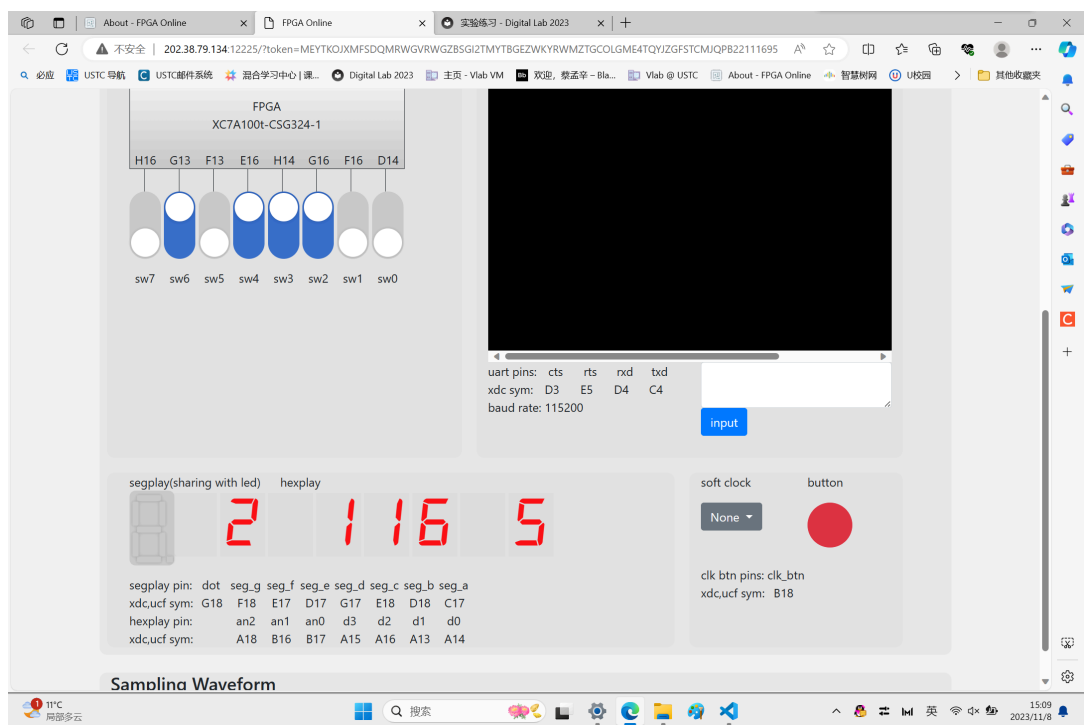 About - FPGA Online
FPGA Online
实验练习 - Digital Lab 2023
不安全
202.38.79.134:12225/?token=MEYTKOJXMFSDQMRWGVRWGZBSGI2TMYTBGEZWKYRWMZTGCOLGME4TQYJZGFSTCMJQPB22111695
必应 USTC 导航 USTC邮件系统 混合学习中心 | 课... Digital Lab 2023 主页 - Vlab VM 欢迎, 蔡孟辛 – Bla... Vlab @ USTC About - FPGA Online 智慧树网 U校园 其他收藏夹
FPGA
XC7A100t-CSG324-1
H16 G13 F13 E16 H14 G16 F16 D14
sw7 sw6 sw5 sw4 sw3 sw2 sw1 sw0
uart pins: cts rts rxd txd
xdc sym: D3 E5 D4 C4
baud rate: 115200
input
segplay(sharing with led) hexplay
2 116 5
segplay pin: dot seg_g seg_f seg_e seg_d seg_c seg_b seg_a
xdc,ucf sym: G18 F18 E17 D17 G17 E18 D18 C17
hexplay pin: an2 an1 an0 d3 d2 d1 d0
xdc,ucf sym: A18 B16 B17 A15 A16 A13 A14
soft clock button
None
clk btn pins: clk_btn
xdc,ucf sym: B18
Sampling Waveform
1
11°C
局部多云
搜索
英
15:09
2023/11/8